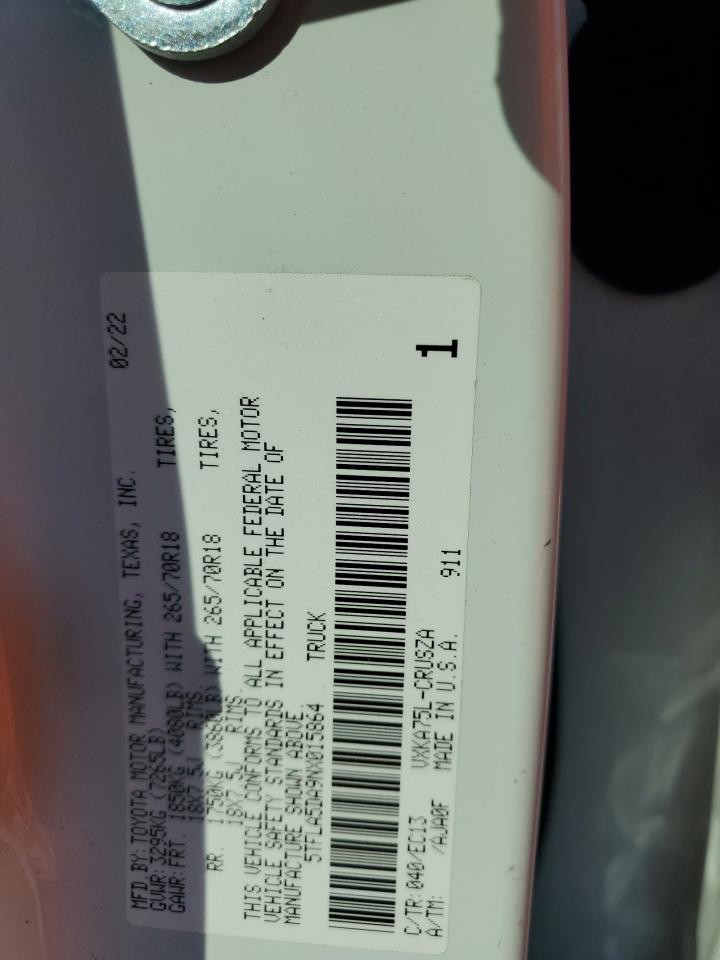 MFD.BY:TOYOTA MOTOR MANUFACTURING, TEXAS, INC. 02/22
GVWR:3295KG (7265LB)
GAWR:FRT. 1850KG (4080LB) WITH 265/70R18 TIRES,
18X7.5J RIMS.
RR. 1750KG (3860LB) WITH 265/70R18 TIRES,
18X7.5J RIMS.
THIS VEHICLE CONFORMS TO ALL APPLICABLE FEDERAL MOTOR
VEHICLE SAFETY STANDARDS IN EFFECT ON THE DATE OF
MANUFACTURE SHOWN ABOVE.
5TFLA5DA9NX015864 TRUCK
C/TR:040/EC13 VXKA75L-CRUSZA 1
A/TM: /AJA0F MADE IN U.S.A. 911